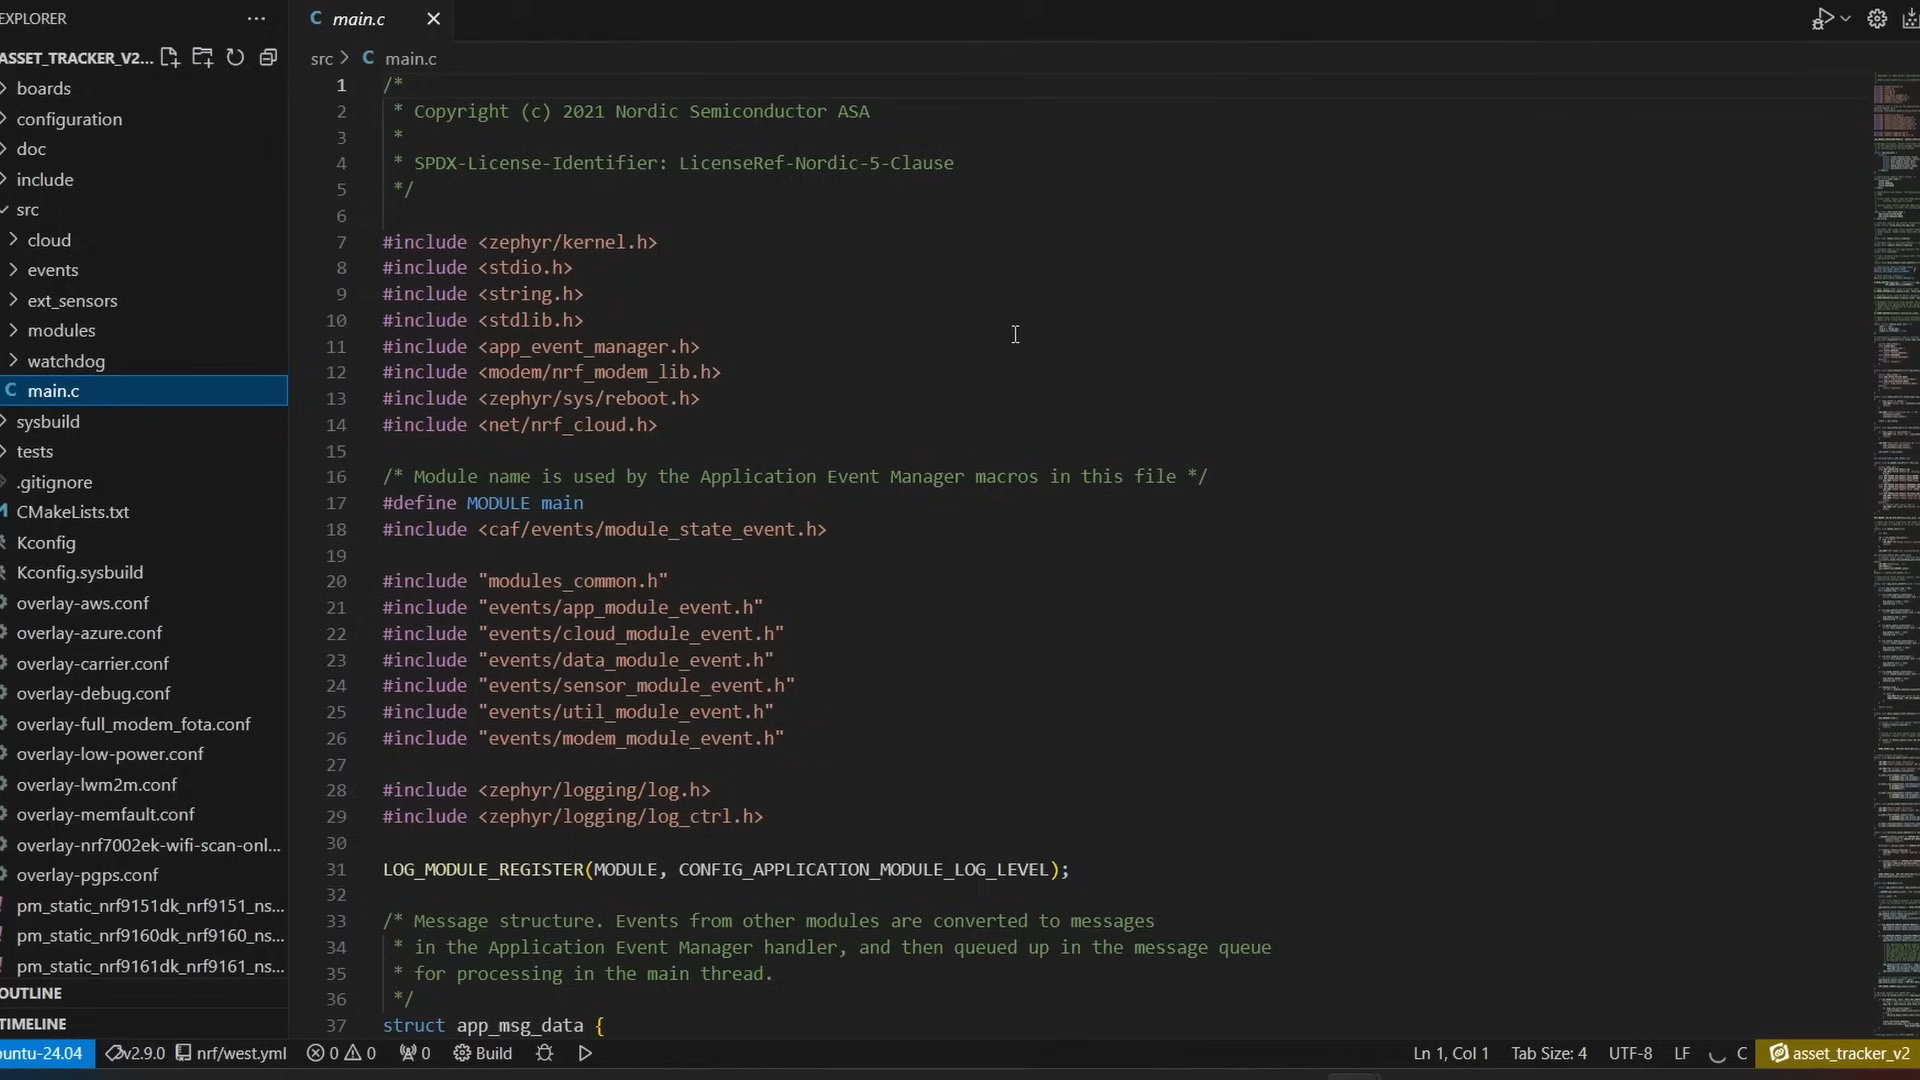 EXPLORER
main.c
ASSET_TRACKER_V2...
boards
configuration
doc
include
src
cloud
events
ext_sensors
modules
watchdog
C main.c
sysbuild
tests
.gitignore
CMakeLists.txt
Kconfig
Kconfig.sysbuild
overlay-aws.conf
overlay-azure.conf
overlay-carrier.conf
overlay-debug.conf
overlay-full_modem_fota.conf
overlay-low-power.conf
overlay-lwm2m.conf
overlay-memfault.conf
overlay-nrf7002ek-wifi-scan-onl...
overlay-pgps.conf
pm_static_nrf9151dk_nrf9151_ns...
pm_static_nrf9160dk_nrf9160_ns...
pm_static_nrf9161dk_nrf9161_ns...
OUTLINE
TIMELINE
C main.c
src > C main.c
1 /*
2 * Copyright (c) 2021 Nordic Semiconductor ASA
3 *
4 * SPDX-License-Identifier: LicenseRef-Nordic-5-Clause
5 */
6
7 #include <zephyr/kernel.h>
8 #include <stdio.h>
9 #include <string.h>
10 #include <stdlib.h>
11 #include <app_event_manager.h>
12 #include <modem/nrf_modem_lib.h>
13 #include <zephyr/sys/reboot.h>
14 #include <net/nrf_cloud.h>
15
16 /* Module name is used by the Application Event Manager macros in this file */
17 #define MODULE main
18 #include <caf/events/module_state_event.h>
19
20 #include "modules_common.h"
21 #include "events/app_module_event.h"
22 #include "events/cloud_module_event.h"
23 #include "events/data_module_event.h"
24 #include "events/sensor_module_event.h"
25 #include "events/util_module_event.h"
26 #include "events/modem_module_event.h"
27
28 #include <zephyr/logging/log.h>
29 #include <zephyr/logging/log_ctrl.h>
30
31 LOG_MODULE_REGISTER(MODULE, CONFIG_APPLICATION_MODULE_LOG_LEVEL);
32
33 /* Message structure. Events from other modules are converted to messages
34 * in the Application Event Manager handler, and then queued up in the message queue
35 * for processing in the main thread.
36 */
37 struct app_msg_data {
buntu-24.04 v2.9.0 nrf/west.yml 0 0 0 Build Ln 1, Col 1 Tab Size: 4 UTF-8 LF C asset_tracker_v2